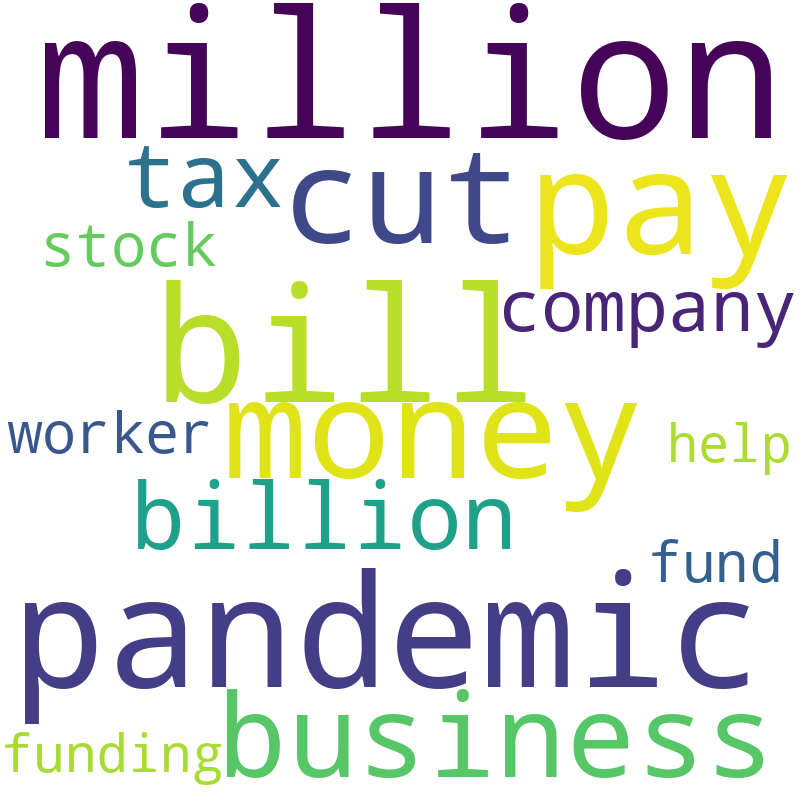 million
tax cut pay
stock
bill company
worker money help
billion
fund
pandemic
funding business